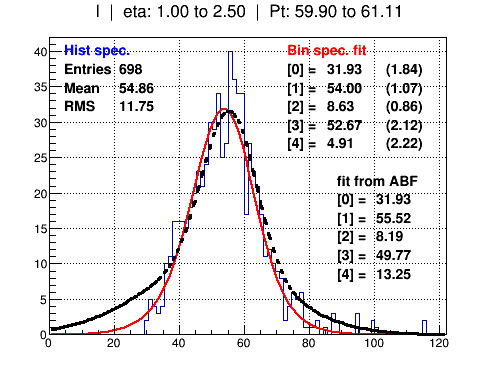 I | eta: 1.00 to 2.50 | Pt: 59.90 to 61.11
Hist spec.
Entries 698
Mean 54.86
RMS 11.75
Bin spec. fit
[0] = 31.93 (1.84)
[1] = 54.00 (1.07)
[2] = 8.63 (0.86)
[3] = 52.67 (2.12)
[4] = 4.91 (2.22)
fit from ABF
[0] = 31.93
[1] = 55.52
[2] = 8.19
[3] = 49.77
[4] = 13.25
40
35
30
25
20
15
10
5
0
0 20 40 60 80 100 120